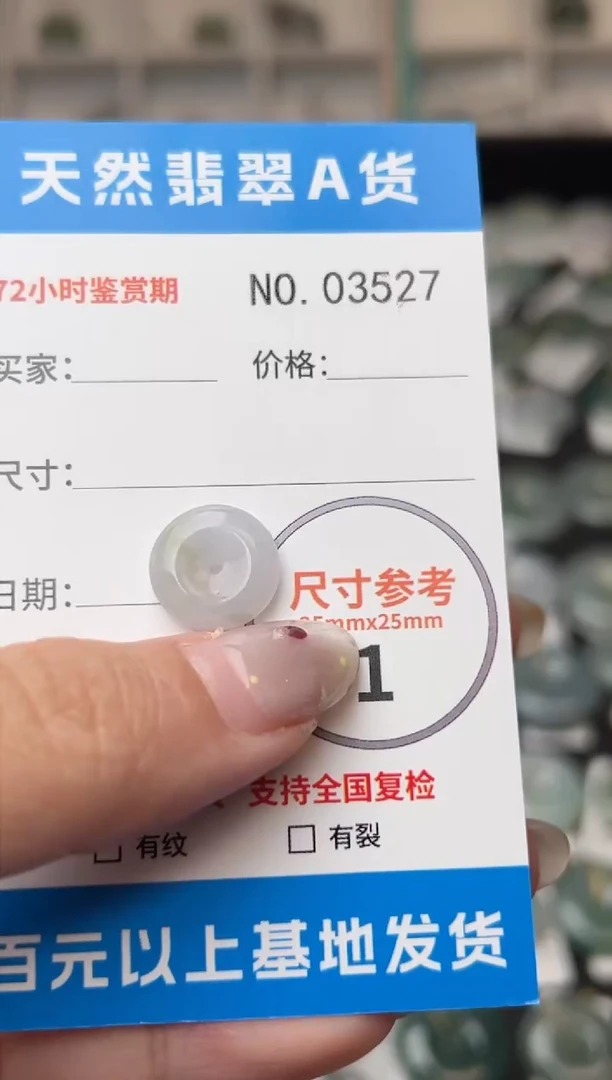 天然翡翠A货
72小时鉴赏期 NO. 03527
买家: 价格:
尺寸:
日期:
尺寸参考
25mmx25mm
1
支持全国复检
有纹 有裂
百元以上基地发货